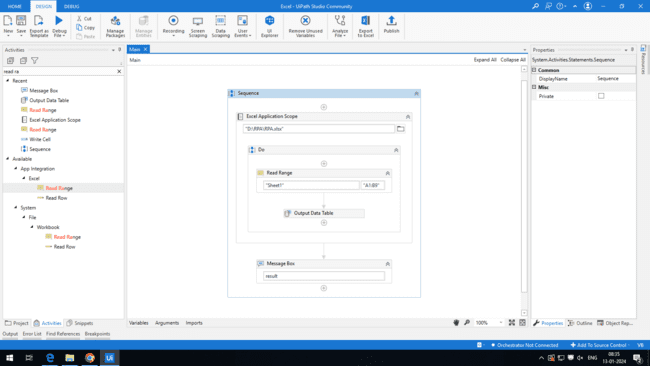 Excel - UiPath Studio Community
HOME
DESIGN
DEBUG
New
Save
Export as Template
Debug File
Cut
Copy
Paste
Manage Packages
Manage Entities
Recording
Screen Scraping
Data Scraping
User Events
UI Explorer
Remove Unused Variables
Analyze File
Export to Excel
Publish
Activities
read ra
Recent
Message Box
Output Data Table
Read Range
Excel Application Scope
Read Range
Write Cell
Sequence
Available
App Integration
Excel
Read Range
Read Row
System
File
Workbook
Read Range
Read Row
Project
Activities
Snippets
Main
Main
Expand All
Collapse All
Sequence
Excel Application Scope
"D:\RPA\RPA.xlsx"
Do
Read Range
"Sheet1"
"A1:B9"
Output Data Table
Message Box
result
Variables
Arguments
Imports
100%
Properties
System.Activities.Statements.Sequence
Common
DisplayName
Sequence
Misc
Private
Properties
Outline
Object Rep...
Resources
Output
Error List
Find References
Breakpoints
Orchestrator Not Connected
Add To Source Control
VB
ENG
08:35
13-01-2024